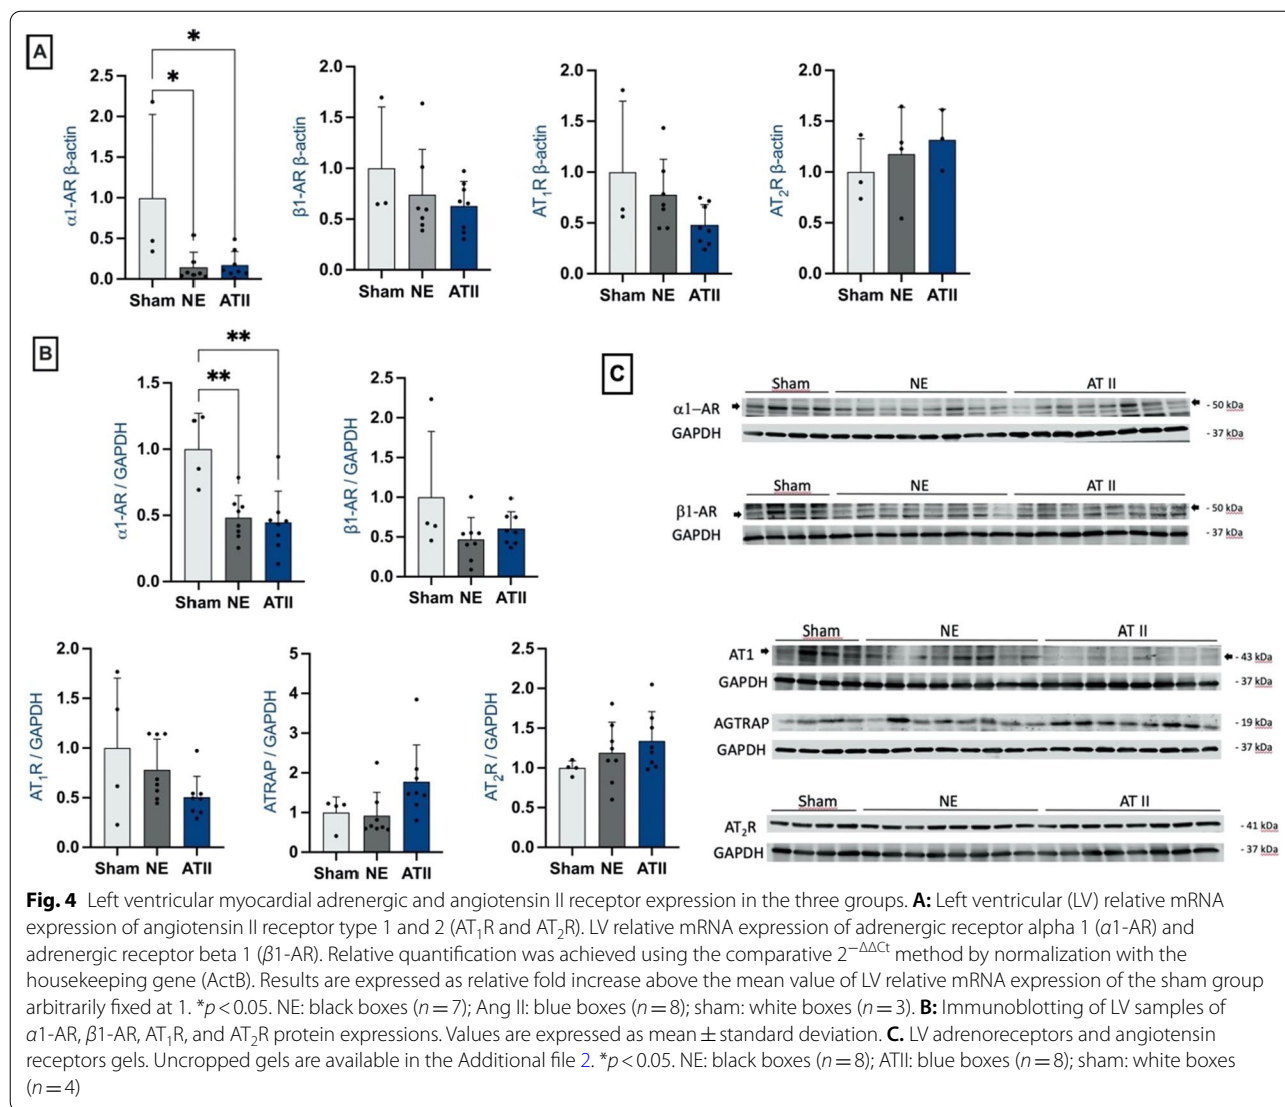 A
*
*
2.5
2.0
1.5
1.0
0.5
0.0
α1-AR β-actin
Sham NE ATII
2.0
1.5
1.0
0.5
0.0
β1-AR β-actin
Sham NE ATII
2.0
1.5
1.0
0.5
0.0
AT₁R β-actin
Sham NE ATII
2.0
1.5
1.0
0.5
0.0
AT₂R β-actin
Sham NE ATII
B
**
**
1.5
1.0
0.5
0.0
α1-AR / GAPDH
Sham NE ATII
2.5
2.0
1.5
1.0
0.5
0.0
β1-AR / GAPDH
Sham NE ATII
2.0
1.5
1.0
0.5
0.0
AT₁R / GAPDH
Sham NE ATII
5
4
3
2
1
0
ATRAP / GAPDH
Sham NE ATII
2.5
2.0
1.5
1.0
0.5
0.0
AT₂R / GAPDH
Sham NE ATII
C
Sham NE AT II
α1–AR - 50 kDa
GAPDH - 37 kDa
Sham NE AT II
β1-AR - 50 kDa
GAPDH - 37 kDa
Sham NE AT II
AT1 - 43 kDa
GAPDH - 37 kDa
AGTRAP - 19 kDa
GAPDH - 37 kDa
Sham NE AT II
AT₂R - 41 kDa
GAPDH - 37 kDa
Fig. 4 Left ventricular myocardial adrenergic and angiotensin II receptor expression in the three groups. A: Left ventricular (LV) relative mRNA
expression of angiotensin II receptor type 1 and 2 (AT₁R and AT₂R). LV relative mRNA expression of adrenergic receptor alpha 1 (α1-AR) and
adrenergic receptor beta 1 (β1-AR). Relative quantification was achieved using the comparative 2⁻ΔΔCt method by normalization with the
housekeeping gene (ActB). Results are expressed as relative fold increase above the mean value of LV relative mRNA expression of the sham group
arbitrarily fixed at 1. *p < 0.05. NE: black boxes (n = 7); Ang II: blue boxes (n = 8); sham: white boxes (n = 3). B: Immunoblotting of LV samples of
α1-AR, β1-AR, AT₁R, and AT₂R protein expressions. Values are expressed as mean ± standard deviation. C. LV adrenoreceptors and angiotensin
receptors gels. Uncropped gels are available in the Additional file 2. *p < 0.05. NE: black boxes (n = 8); ATII: blue boxes (n = 8); sham: white boxes
(n = 4)